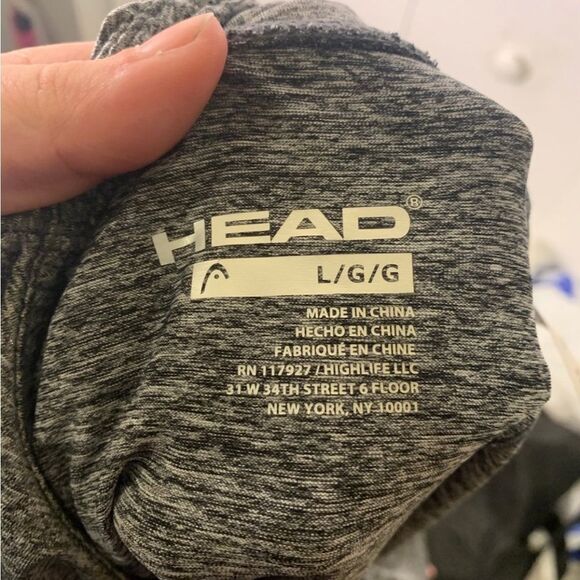 HEAD®
L/G/G
MADE IN CHINA
HECHO EN CHINA
FABRIQUÉ EN CHINE
RN 117927 / HIGHLIFE LLC
31 W 34TH STREET 6 FLOOR
NEW YORK, NY 10001